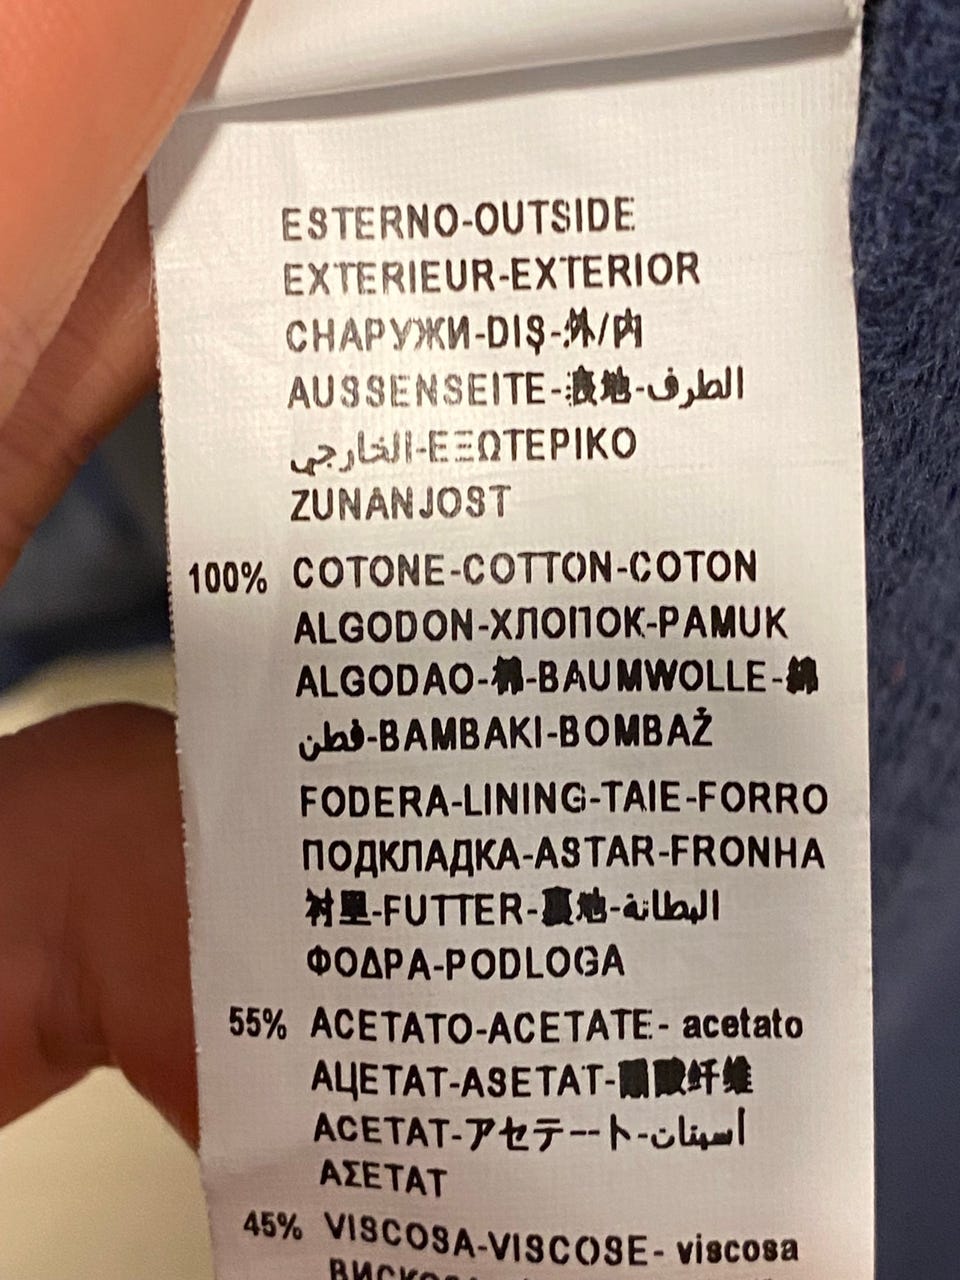 ESTERNO-OUTSIDE
EXTERIEUR-EXTERIOR
СНАРУЖИ-DIŞ-外/内
AUSSENSEITE-表地-الطرف
الخارجي-ΕΞΩΤΕΡΙΚΟ
ZUNANJOST
100% COTONE-COTTON-COTON
ALGODON-ХЛОПОК-PAMUK
ALGODAO-棉-BAUMWOLLE-綿
قطن-BAMBAKI-BOMBAŽ
FODERA-LINING-TAIE-FORRO
ПОДКЛАДКА-ASTAR-FRONHA
衬里-FUTTER-裏地-البطانة
ΦΟΔΡΑ-PODLOGA
55% ACETATO-ACETATE- acetato
АЦЕТАТ-ASETAT-醋酸纤维
ACETAT-アセテート-أسيتات
ΑΣΕΤΑΤ
45% VISCOSA-VISCOSE- viscosa